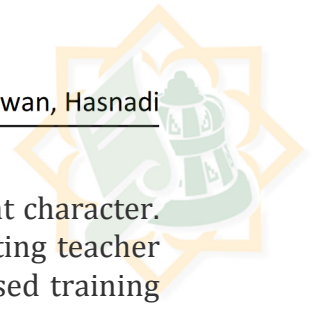 wan, Hasnadi
t character.
ting teacher
sed training